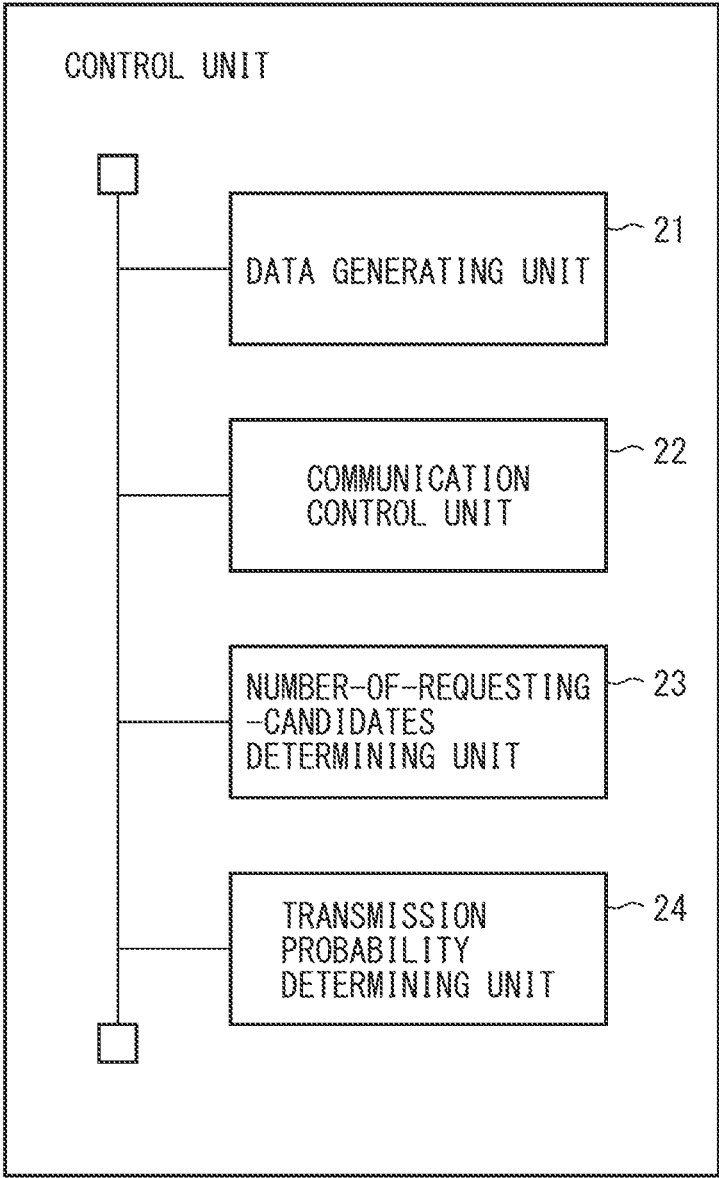 CONTROL UNIT
DATA GENERATING UNIT
21
COMMUNICATION
CONTROL UNIT
22
NUMBER-OF-REQUESTING
-CANDIDATES
DETERMINING UNIT
23
TRANSMISSION
PROBABILITY
DETERMINING UNIT
24